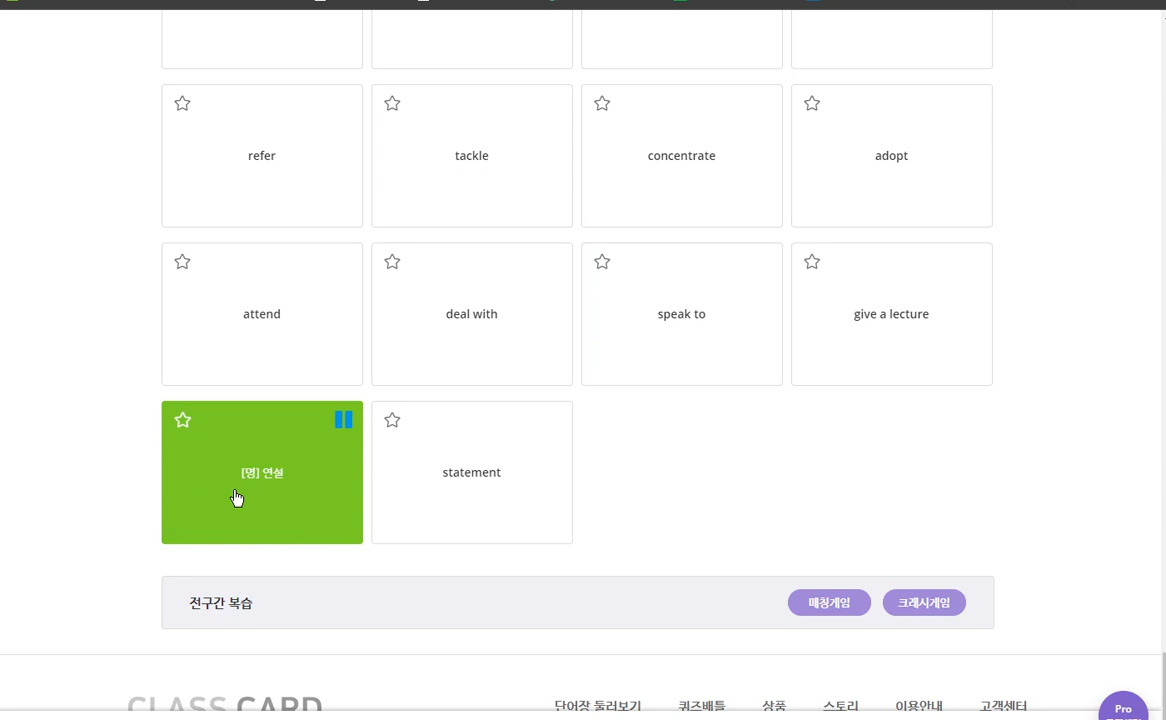 refer
tackle
concentrate
adopt
attend
deal with
speak to
give a lecture
[명] 연설
statement
전구간 복습
매칭게임
크래시게임
CLASS CARD
단어장 둘러보기
퀴즈배틀
상품
스토리
이용안내
고객센터
Pro